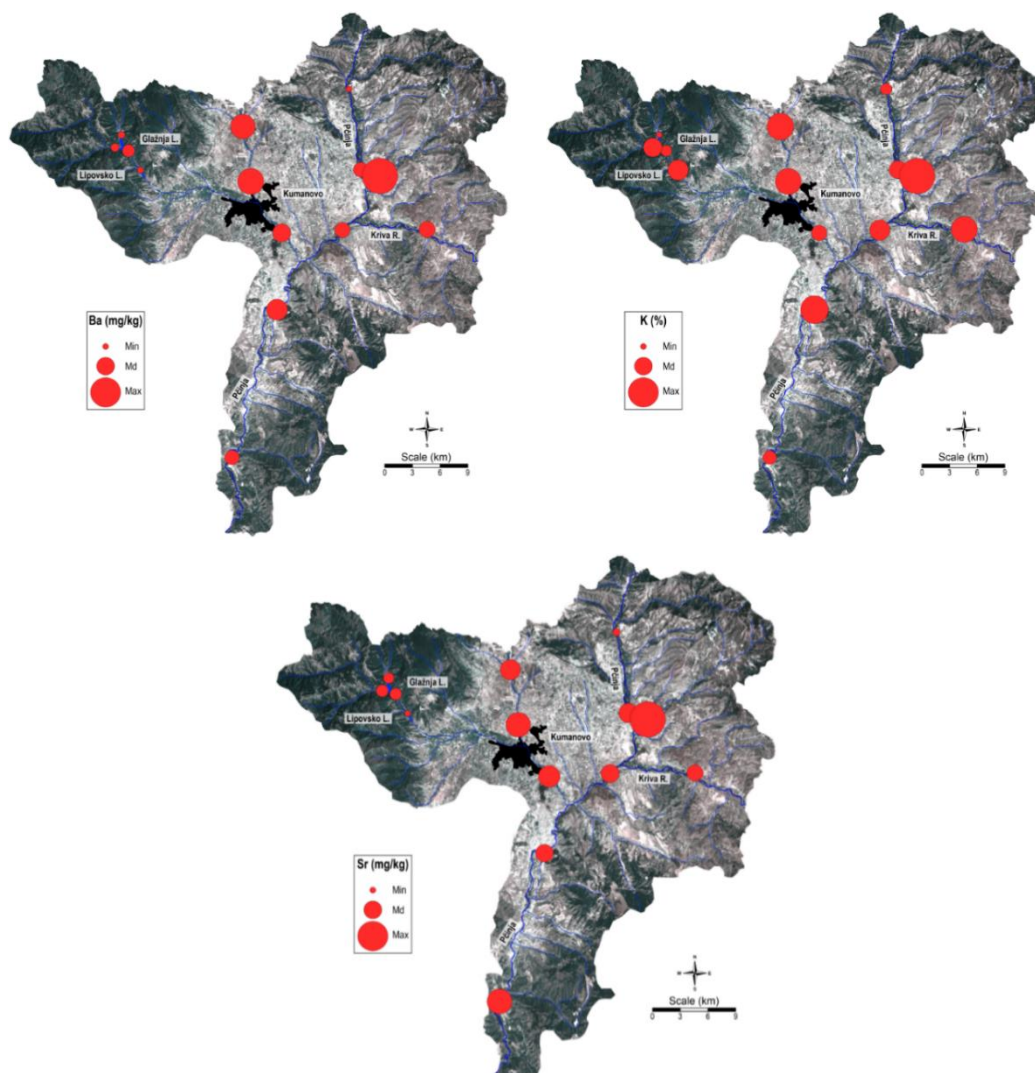 Glažnja L.
Lipovsko L.
Kumanovo
Pčinja
Kriva R.
Pčinja
Ba (mg/kg)
Min
Md
Max
N
W E
S
Scale (km)
0 3 6 9
Glažnja L.
Lipovsko L.
Kumanovo
Pčinja
Kriva R.
Pčinja
K (%)
Min
Md
Max
N
W E
S
Scale (km)
0 3 6 9
Glažnja L.
Lipovsko L.
Kumanovo
Pčinja
Kriva R.
Pčinja
Sr (mg/kg)
Min
Md
Max
N
W E
S
Scale (km)
0 3 6 9